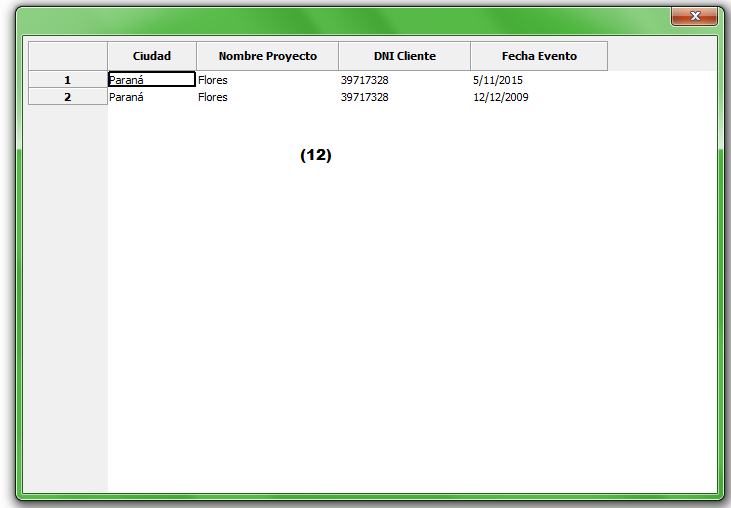 Ciudad Nombre Proyecto DNI Cliente Fecha Evento
1 Paraná Flores 39717328 5/11/2015
2 Paraná Flores 39717328 12/12/2009
(12)